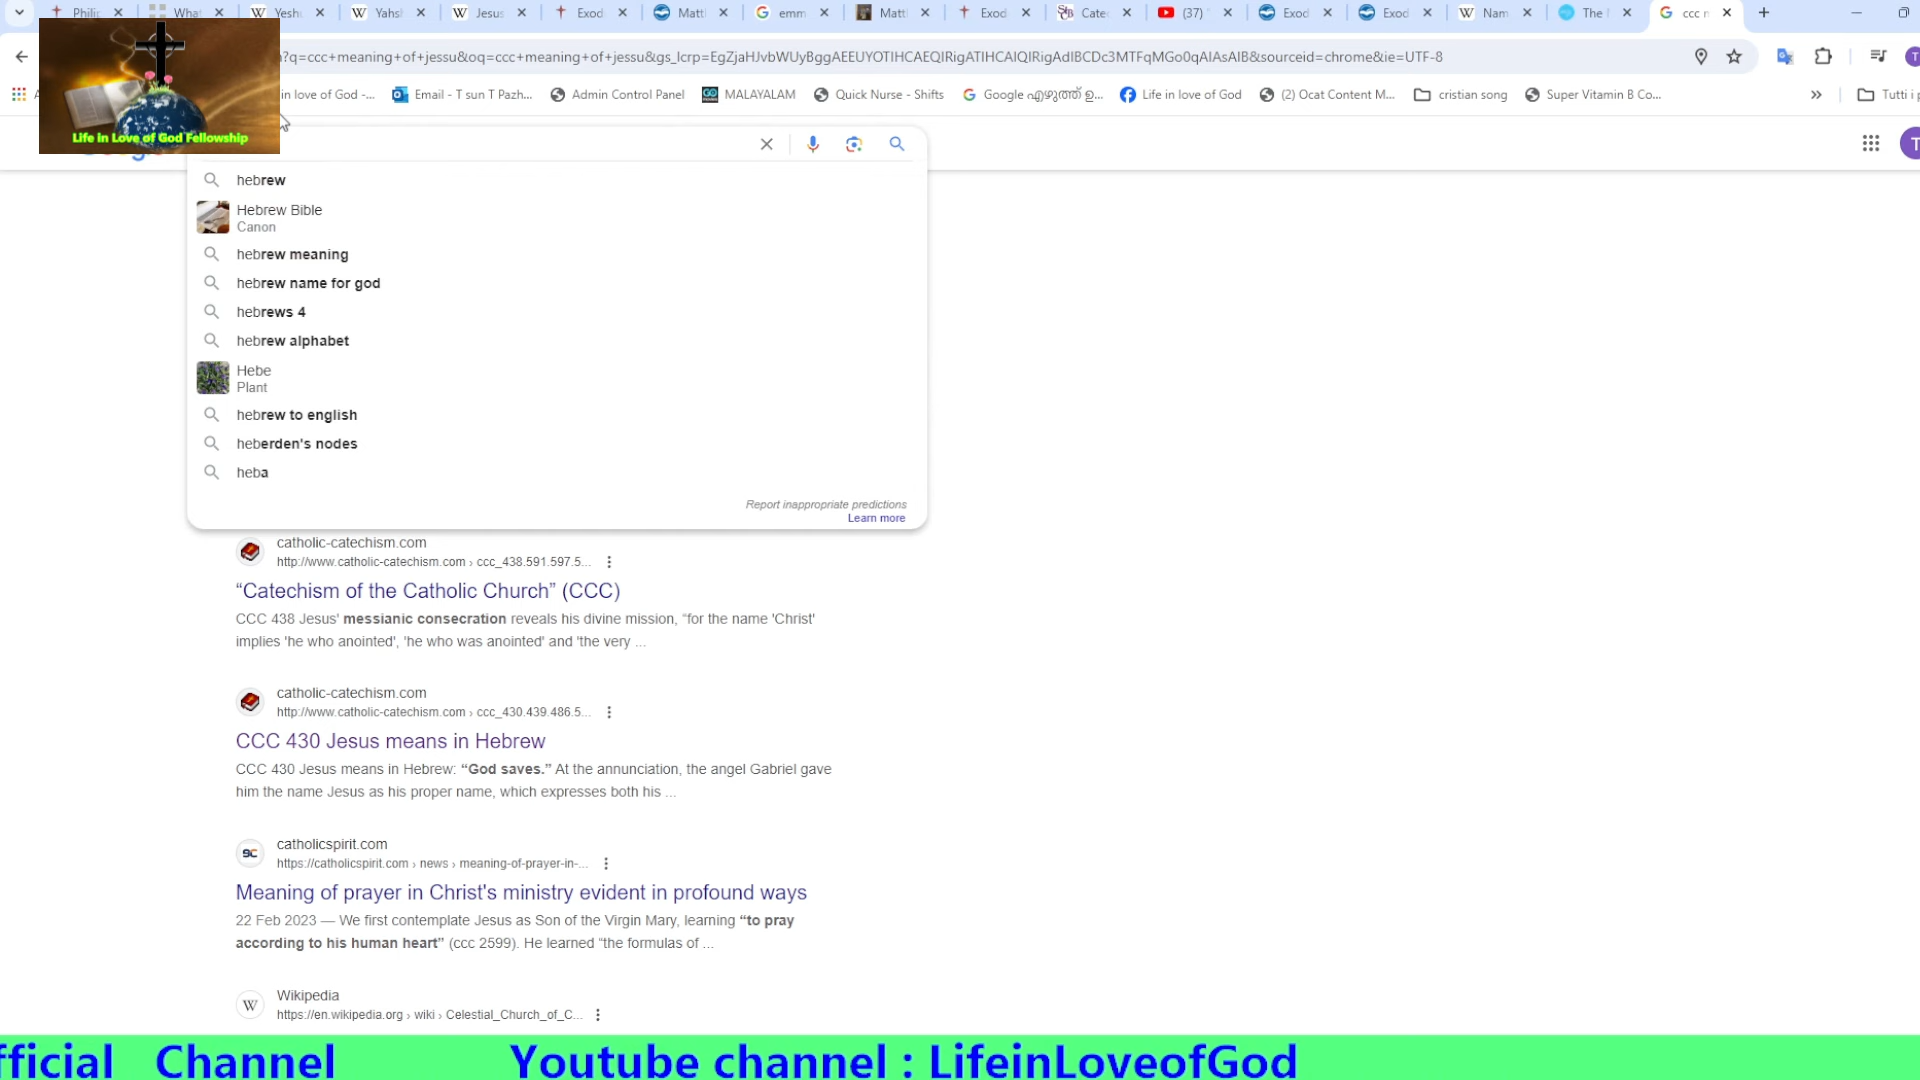 Philip
What
Yesh
Yahsh
Jesus
Exod
Matt
emm
Matt
Exod
Cate
(37)
Exod
Exod
Nam
The
ccc m
n?q=ccc+meaning+of+jessu&oq=ccc+meaning+of+jessu&gs_lcrp=EgZjaHJvbWUyBggAEEUYOTIHCAEQIRigATIHCAIQIRigAdIBCDc3MTFqMGo0qAIAsAIB&sourceid=chrome&ie=UTF-8
in love of God -...
Email - T sun T Pazh...
Admin Control Panel
MALAYALAM
Quick Nurse - Shifts
Google എഴുത്ത് ഉ...
Life in love of God
(2) Ocat Content M...
cristian song
Super Vitamin B Co...
»
Tutti i p
Life in Love of God Fellowship
T
hebrew
Hebrew Bible
Canon
hebrew meaning
hebrew name for god
hebrews 4
hebrew alphabet
Hebe
Plant
hebrew to english
heberden's nodes
heba
Report inappropriate predictions
Learn more
catholic-catechism.com
http://www.catholic-catechism.com › ccc_438.591.597.5...
“Catechism of the Catholic Church” (CCC)
CCC 438 Jesus' messianic consecration reveals his divine mission, “for the name 'Christ'
implies 'he who anointed', 'he who was anointed' and 'the very ...
catholic-catechism.com
http://www.catholic-catechism.com › ccc_430.439.486.5...
CCC 430 Jesus means in Hebrew
CCC 430 Jesus means in Hebrew: “God saves.” At the annunciation, the angel Gabriel gave
him the name Jesus as his proper name, which expresses both his ...
catholicspirit.com
https://catholicspirit.com › news › meaning-of-prayer-in-...
Meaning of prayer in Christ's ministry evident in profound ways
22 Feb 2023 — We first contemplate Jesus as Son of the Virgin Mary, learning “to pray
according to his human heart” (ccc 2599). He learned “the formulas of ...
Wikipedia
https://en.wikipedia.org › wiki › Celestial_Church_of_C...
fficial Channel Youtube channel : LifeinLoveofGod